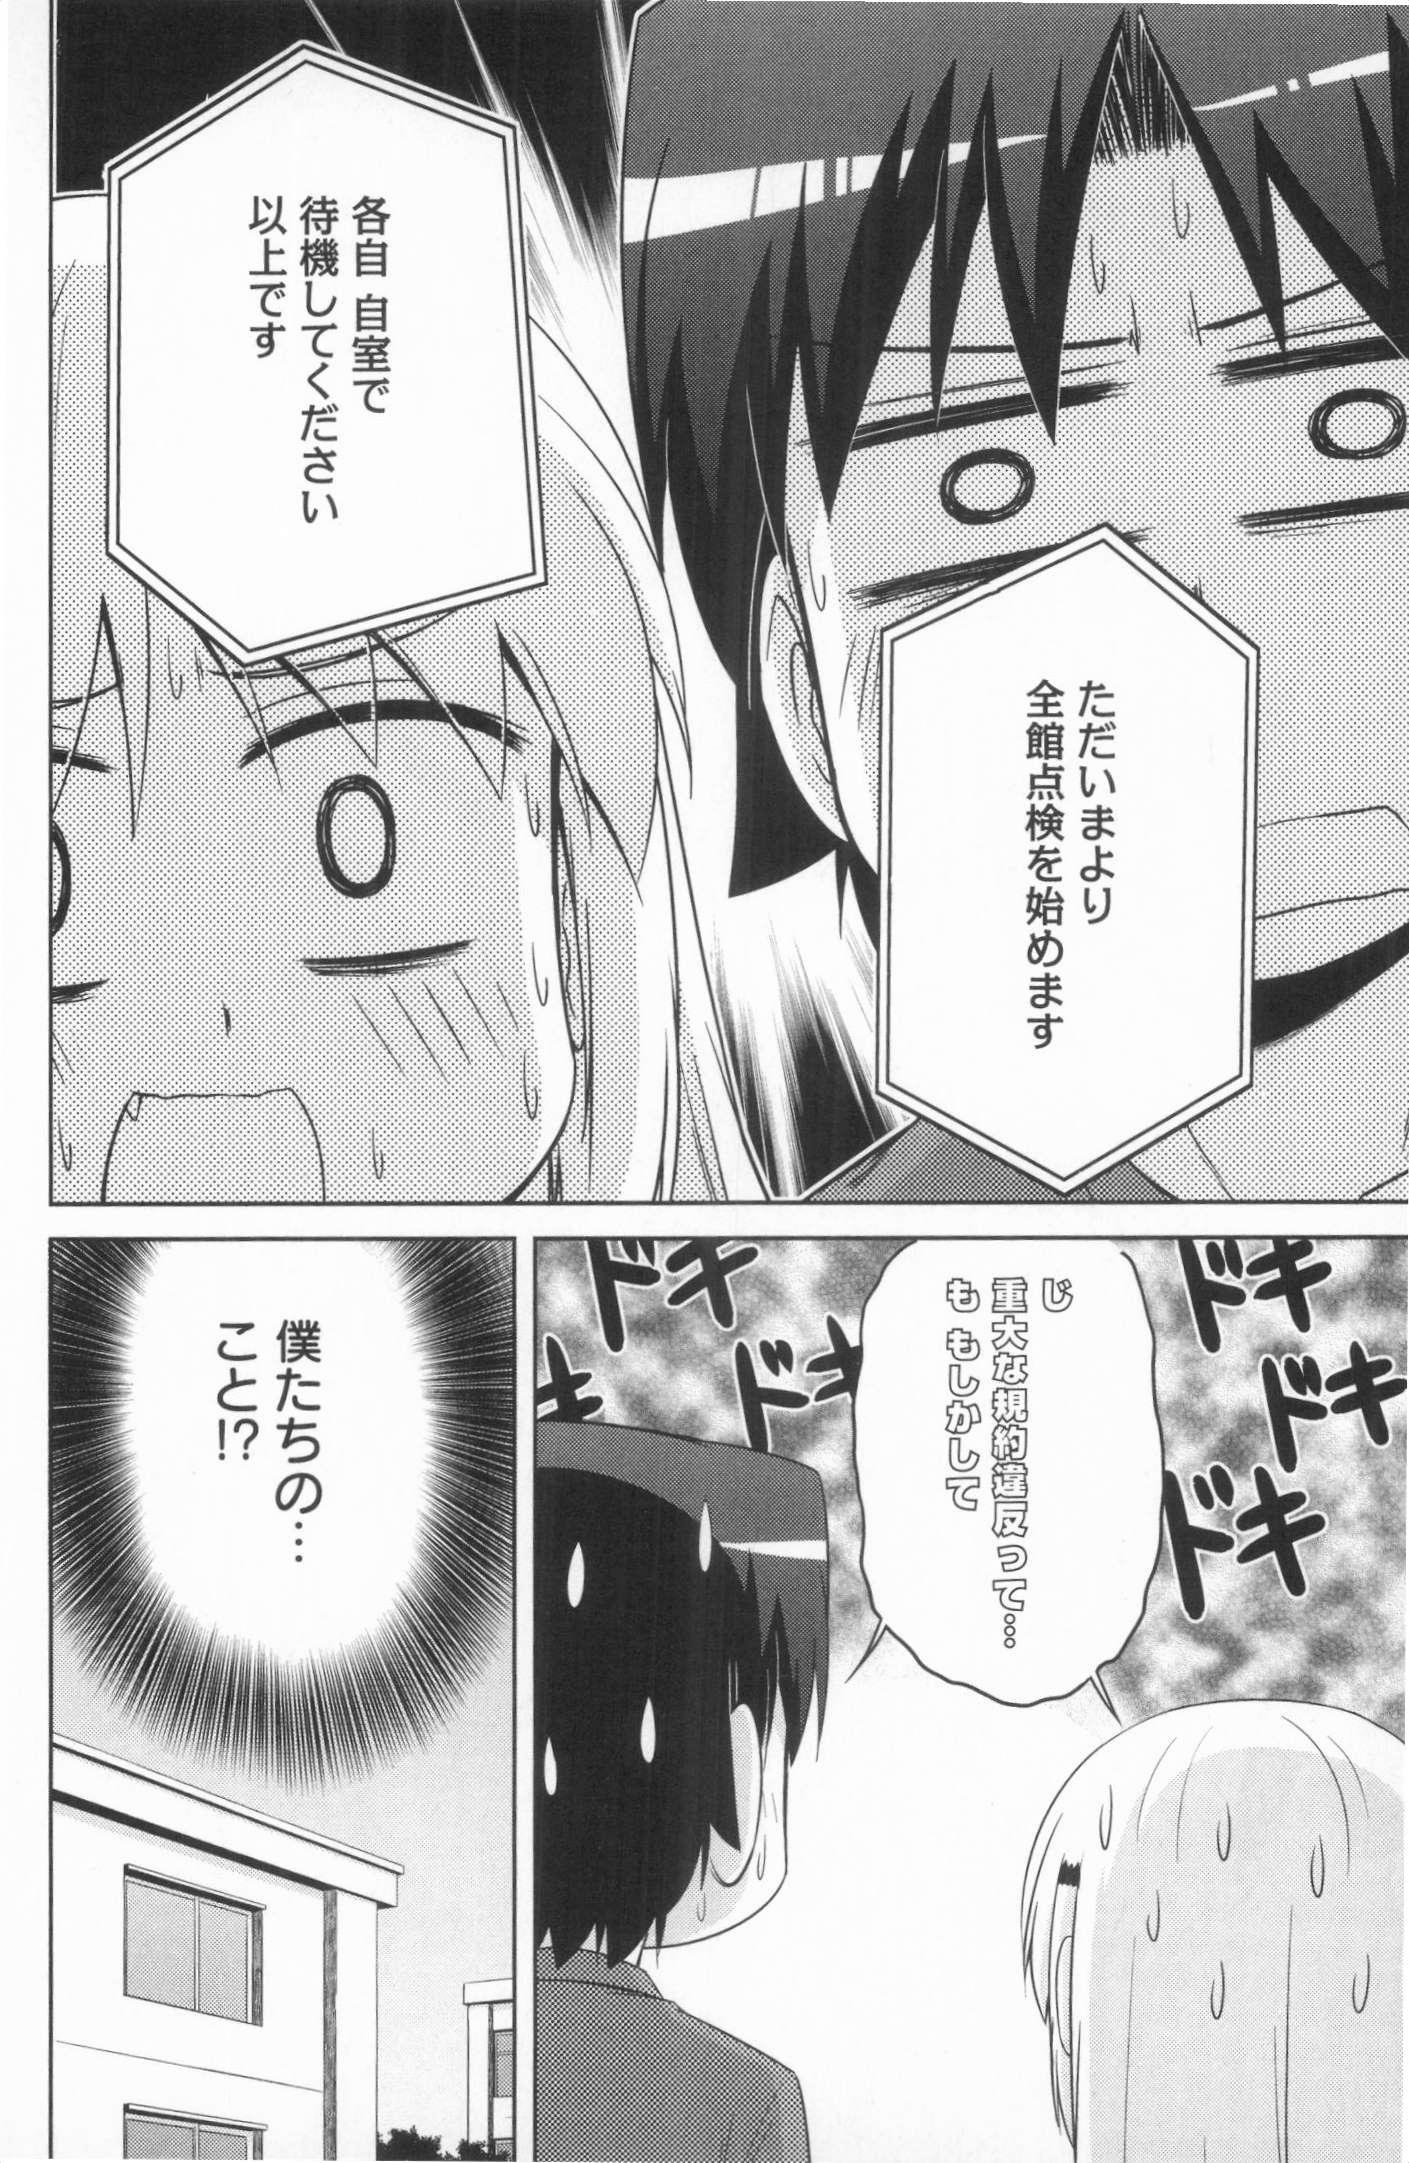 ただいまより
全館点検を始めます
各自 自室で
待機してください
以上です
ドキ
ドキ
ドキ
ドキ
ドキ
じ
重大な規約違反って…
も もしかして
僕たちの…
こと!?